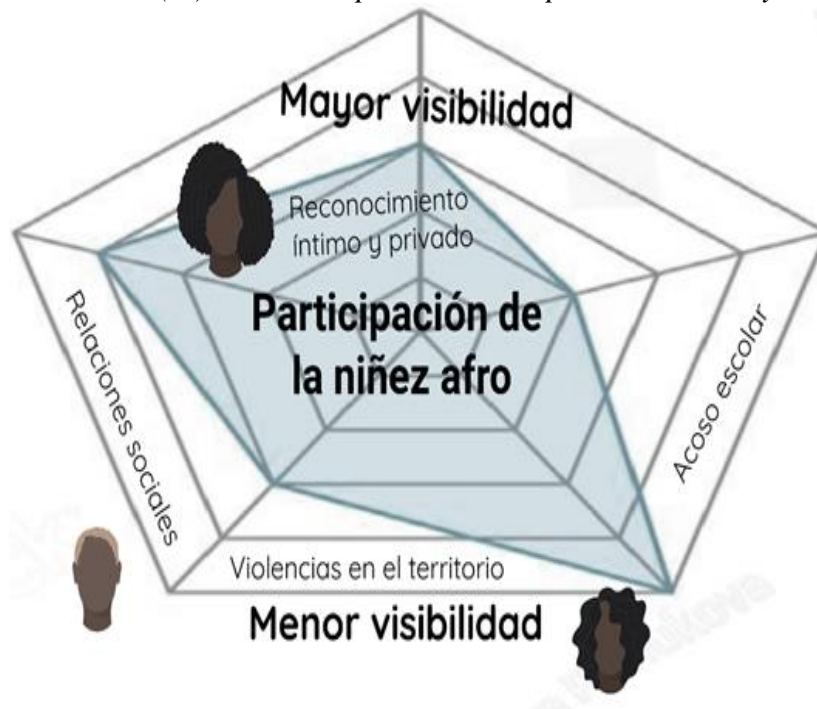 Mayor visibilidad
Reconocimiento
íntimo y privado
Participación de
la niñez afro
Relaciones sociales
Acoso escolar
Violencias en el territorio
Menor visibilidad